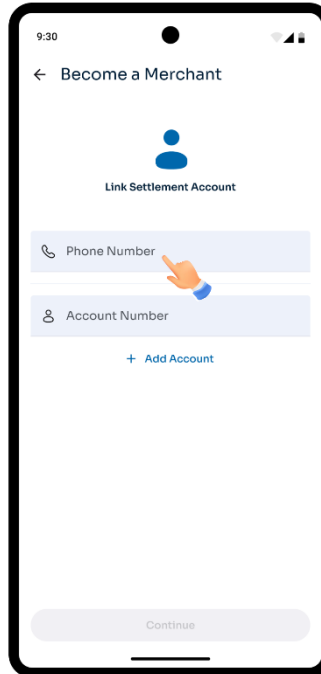 9:30
Become a Merchant
Link Settlement Account
Phone Number
Account Number
+ Add Account
Continue